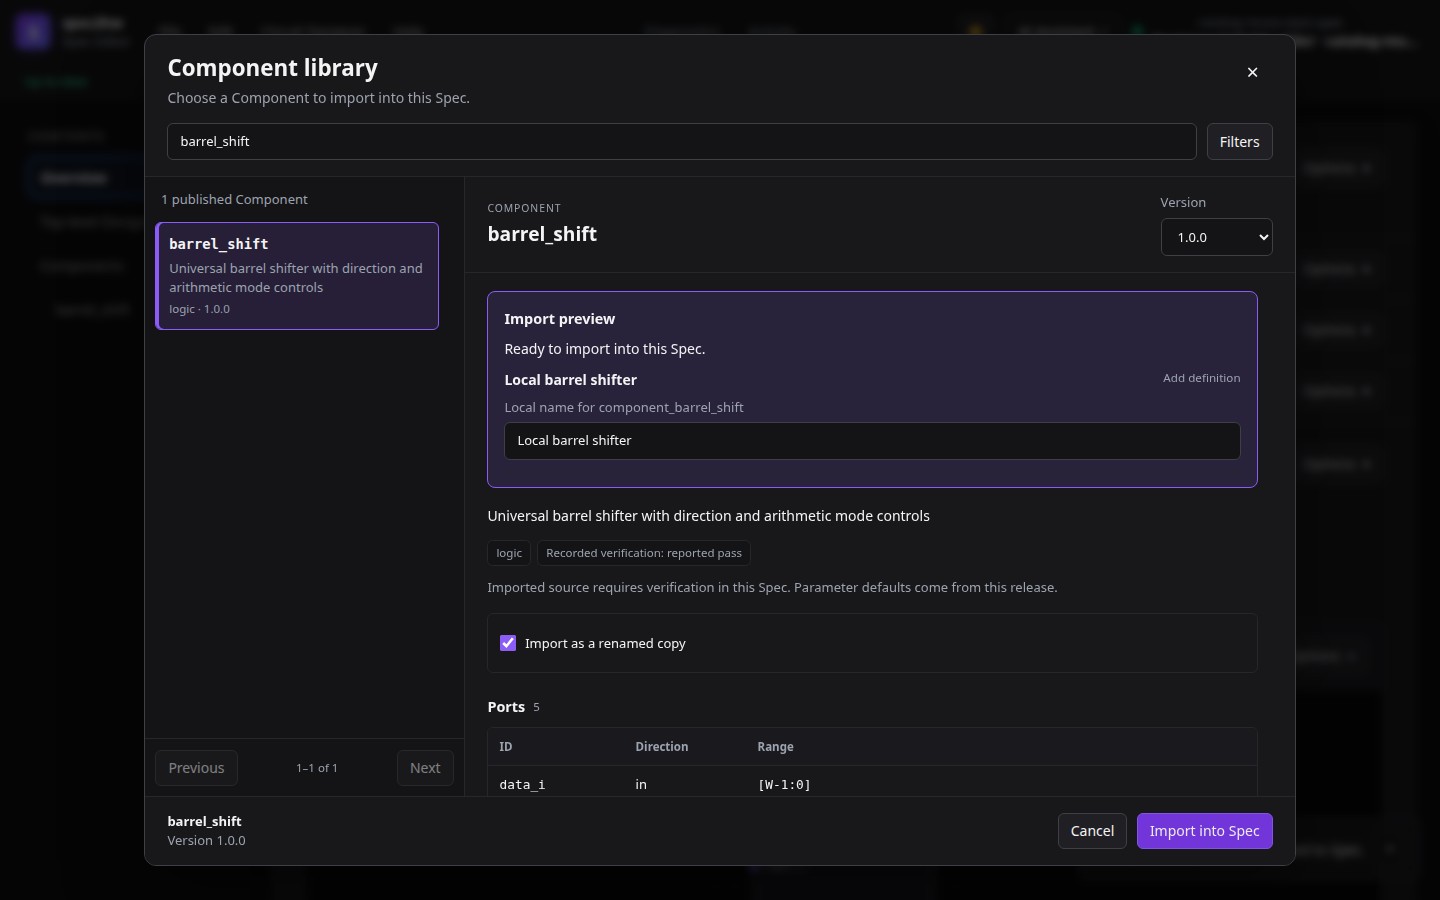 Component library
Choose a Component to import into this Spec.
×
barrel_shift
Filters
1 published Component
barrel_shift
Universal barrel shifter with direction and
arithmetic mode controls
logic · 1.0.0
Previous
1–1 of 1
Next
COMPONENT
barrel_shift
Version
1.0.0
Import preview
Ready to import into this Spec.
Local barrel shifter
Add definition
Local name for component_barrel_shift
Local barrel shifter
Universal barrel shifter with direction and arithmetic mode controls
logic
Recorded verification: reported pass
Imported source requires verification in this Spec. Parameter defaults come from this release.
Import as a renamed copy
Ports 5
ID Direction Range
data_i in [W-1:0]
barrel_shift
Version 1.0.0
Cancel
Import into Spec